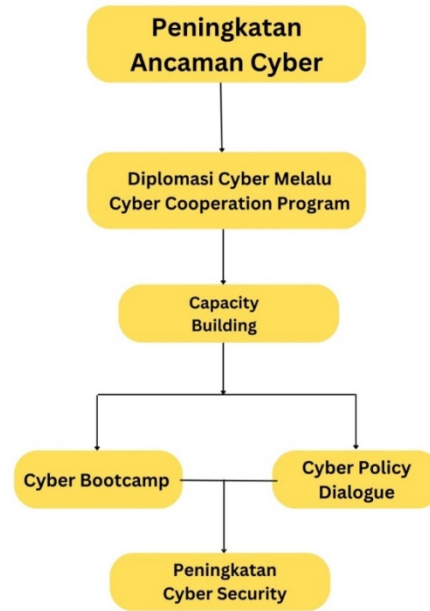 Peningkatan
Ancaman Cyber
Diplomasi Cyber Melalu
Cyber Cooperation Program
Capacity
Building
Cyber Bootcamp
Cyber Policy
Dialogue
Peningkatan
Cyber Security